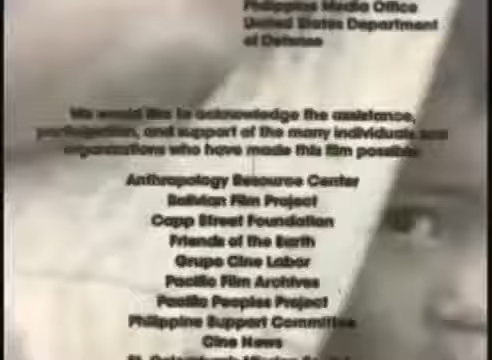 Philippine Media Office
United States Department
of Defense
We would like to acknowledge the assistance,
participation, and support of the many individuals and
organizations who have made this film possible:
Anthropology Resource Center
Bolivian Film Project
Capp Street Foundation
Friends of the Earth
Grupo Cine Labor
Pacific Film Archives
Pacific Peoples Project
Philippine Support Committee
Cine News